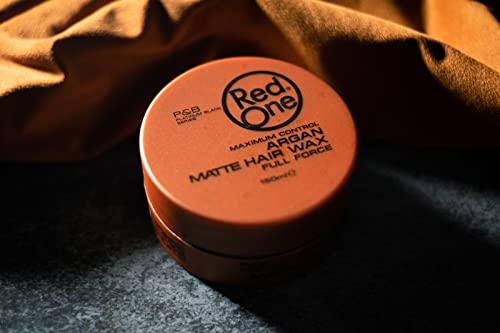 Red
One
P&B
PLATINUM BLACK
SERIES
MAXIMUM CONTROL
ARGAN
MATTE HAIR WAX
FULL FORCE
150ml℮